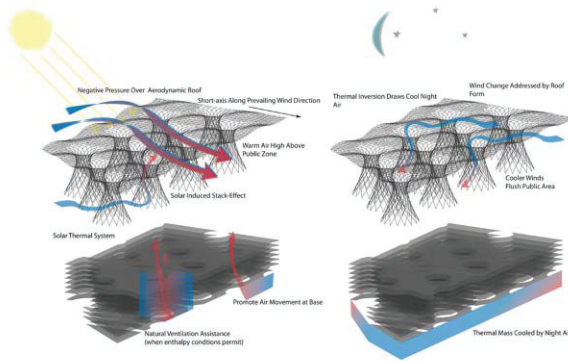 Negative Pressure Over Aerodynamic Roof
Short-axis Along Prevailing Wind Direction
Warm Air High Above
Public Zone
Solar Induced Stack-Effect
Thermal Inversion Draws Cool Night
Air
Wind Change Addressed by Roof
Form
Cooler Winds
Flush Public Area
Solar Thermal System
Promote Air Movement at Base
Natural Ventilation Assistance
(when enthalpy condtions permit)
Thermal Mass Cooled by Night Air